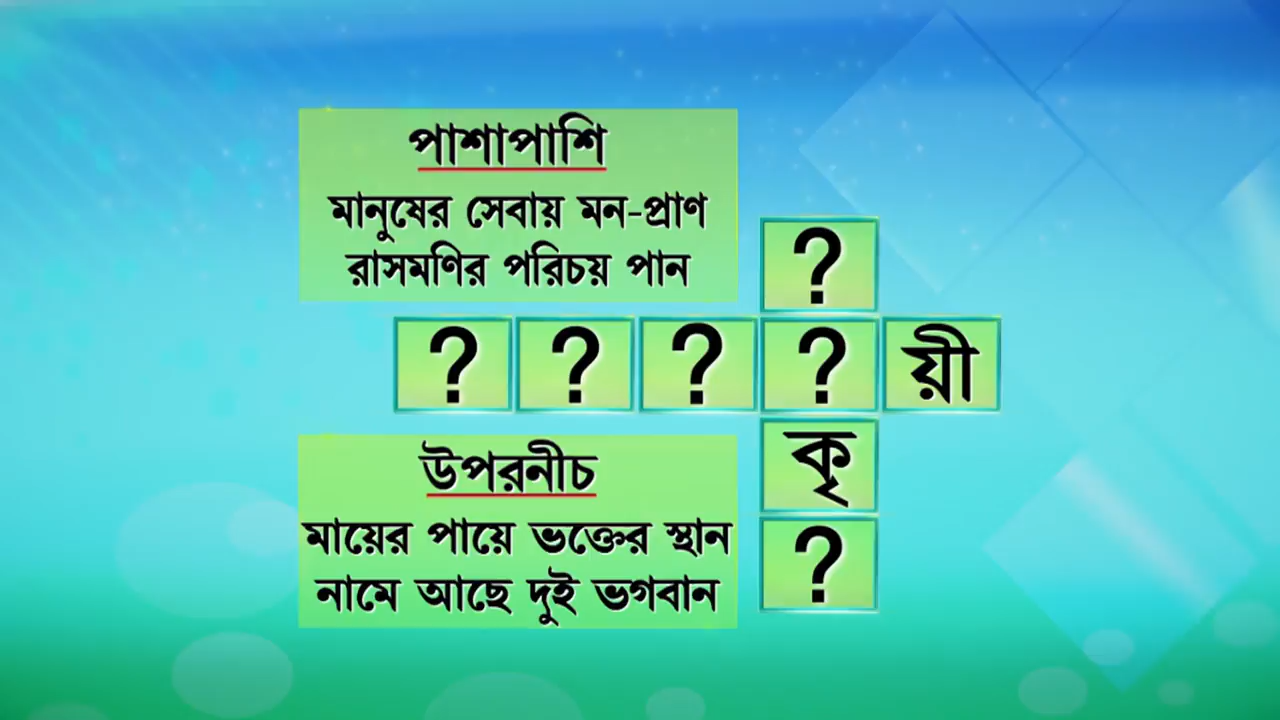 পাশাপাশি
মানুষের সেবায় মন-প্রাণ
রাসমণির পরিচয় পান
?
? ? ? ? য়ী
উপরনীচ
কৃ
মায়ের পায়ে ভক্তের স্থান
নামে আছে দুই ভগবান
?